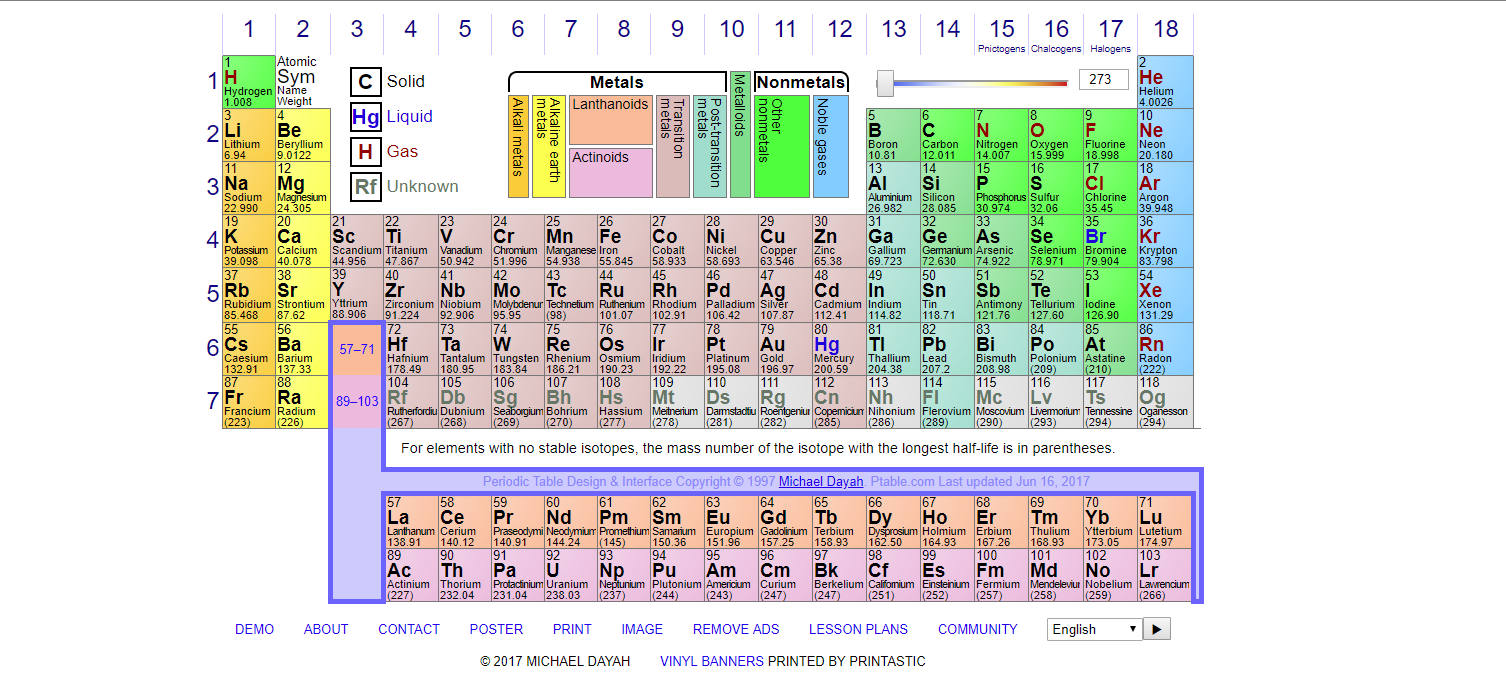 1 2 3 4 5 6 7 8 9 10 11 12 13 14 15 16 17 18
Pnictogens Chalcogens Halogens
1
1 H Hydrogen 1.008
Atomic Sym Name Weight
C Solid
Hg Liquid
H Gas
Rf Unknown
Metals
Nonmetals
Alkali metals
Alkaline earth metals
Lanthanoids
Actinoids
Transition metals
Post-transition metals
Metalloids
Other nonmetals
Noble gases
273
2 He Helium 4.0026
2
3 Li Lithium 6.94
4 Be Beryllium 9.0122
5 B Boron 10.81
6 C Carbon 12.011
7 N Nitrogen 14.007
8 O Oxygen 15.999
9 F Fluorine 18.998
10 Ne Neon 20.180
3
11 Na Sodium 22.990
12 Mg Magnesium 24.305
13 Al Aluminium 26.982
14 Si Silicon 28.085
15 P Phosphorus 30.974
16 S Sulfur 32.06
17 Cl Chlorine 35.45
18 Ar Argon 39.948
4
19 K Potassium 39.098
20 Ca Calcium 40.078
21 Sc Scandium 44.956
22 Ti Titanium 47.867
23 V Vanadium 50.942
24 Cr Chromium 51.996
25 Mn Manganese 54.938
26 Fe Iron 55.845
27 Co Cobalt 58.933
28 Ni Nickel 58.693
29 Cu Copper 63.546
30 Zn Zinc 65.38
31 Ga Gallium 69.723
32 Ge Germanium 72.630
33 As Arsenic 74.922
34 Se Selenium 78.971
35 Br Bromine 79.904
36 Kr Krypton 83.798
5
37 Rb Rubidium 85.468
38 Sr Strontium 87.62
39 Y Yttrium 88.906
40 Zr Zirconium 91.224
41 Nb Niobium 92.906
42 Mo Molybdenur 95.95
43 Tc Technetium (98)
44 Ru Ruthenium 101.07
45 Rh Rhodium 102.91
46 Pd Palladium 106.42
47 Ag Silver 107.87
48 Cd Cadmium 112.41
49 In Indium 114.82
50 Sn Tin 118.71
51 Sb Antimony 121.76
52 Te Tellurium 127.60
53 I Iodine 126.90
54 Xe Xenon 131.29
6
55 Cs Caesium 132.91
56 Ba Barium 137.33
57–71
72 Hf Hafnium 178.49
73 Ta Tantalum 180.95
74 W Tungsten 183.84
75 Re Rhenium 186.21
76 Os Osmium 190.23
77 Ir Iridium 192.22
78 Pt Platinum 195.08
79 Au Gold 196.97
80 Hg Mercury 200.59
81 Tl Thallium 204.38
82 Pb Lead 207.2
83 Bi Bismuth 208.98
84 Po Polonium (209)
85 At Astatine (210)
86 Rn Radon (222)
7
87 Fr Francium (223)
88 Ra Radium (226)
89–103
104 Rf Rutherfordiu (267)
105 Db Dubnium (268)
106 Sg Seaborgium (269)
107 Bh Bohrium (270)
108 Hs Hassium (277)
109 Mt Meitnerium (278)
110 Ds Darmstadtiu (281)
111 Rg Roentgeniur (282)
112 Cn Copernicium (285)
113 Nh Nihonium (286)
114 Fl Flerovium (289)
115 Mc Moscovium (290)
116 Lv Livermorium (293)
117 Ts Tennessine (294)
118 Og Oganesson (294)
For elements with no stable isotopes, the mass number of the isotope with the longest half-life is in parentheses.
Periodic Table Design & Interface Copyright © 1997 Michael Dayah. Ptable.com Last updated Jun 16, 2017
57 La Lanthanum 138.91
58 Ce Cerium 140.12
59 Pr Praseodymi 140.91
60 Nd Neodymium 144.24
61 Pm Promethium (145)
62 Sm Samarium 150.36
63 Eu Europium 151.96
64 Gd Gadolinium 157.25
65 Tb Terbium 158.93
66 Dy Dysprosium 162.50
67 Ho Holmium 164.93
68 Er Erbium 167.26
69 Tm Thulium 168.93
70 Yb Ytterbium 173.05
71 Lu Lutetium 174.97
89 Ac Actinium (227)
90 Th Thorium 232.04
91 Pa Protactinium 231.04
92 U Uranium 238.03
93 Np Neptunium (237)
94 Pu Plutonium (244)
95 Am Americium (243)
96 Cm Curium (247)
97 Bk Berkelium (247)
98 Cf Californium (251)
99 Es Einsteinium (252)
100 Fm Fermium (257)
101 Md Mendeleviu (258)
102 No Nobelium (259)
103 Lr Lawrencium (266)
DEMO ABOUT CONTACT POSTER PRINT IMAGE REMOVE ADS LESSON PLANS COMMUNITY English
© 2017 MICHAEL DAYAH VINYL BANNERS PRINTED BY PRINTASTIC